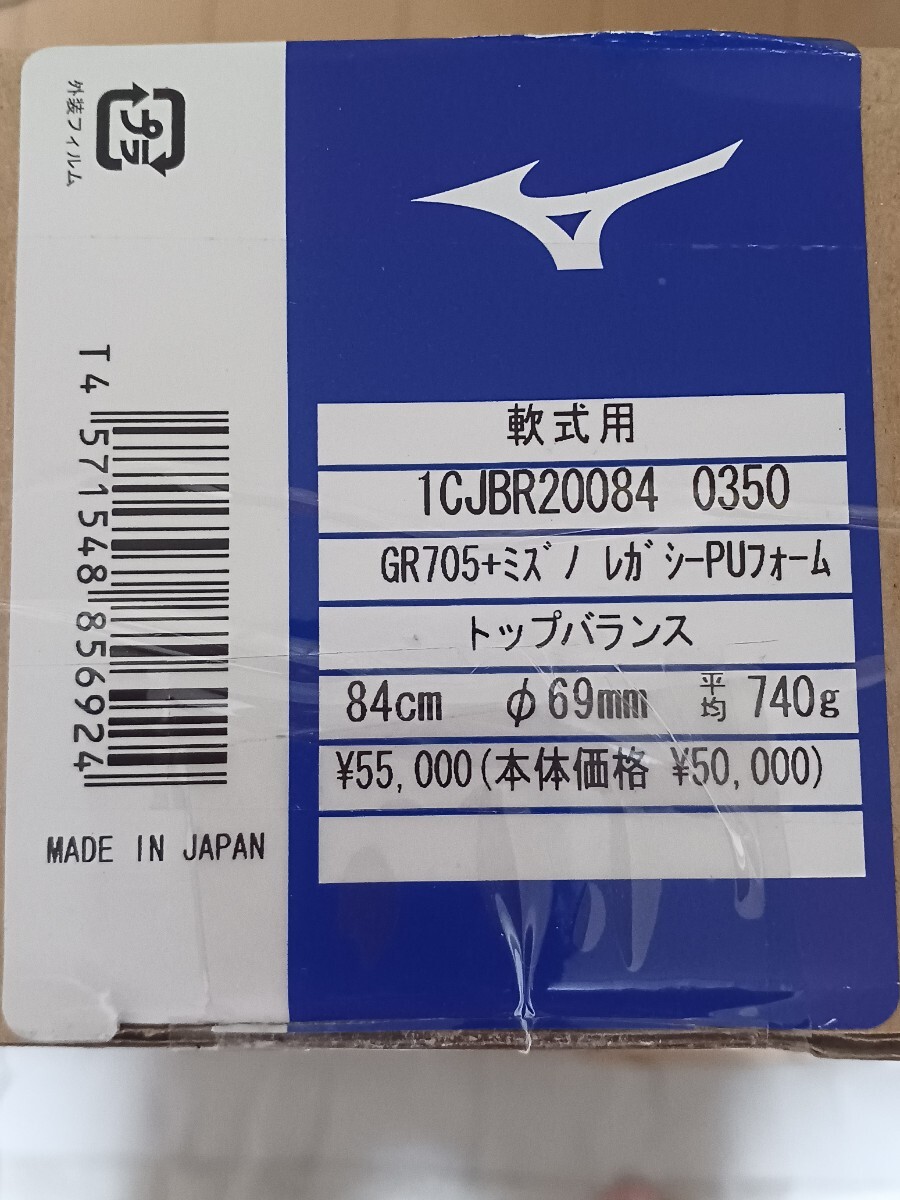 外装フィルム
プラ
T4 571548 856924
MADE IN JAPAN
軟式用
1CJBR20084 0350
GR705+ミズノ レガシーPUフォーム
トップバランス
84cm φ69mm 平均 740g
¥55,000(本体価格 ¥50,000)